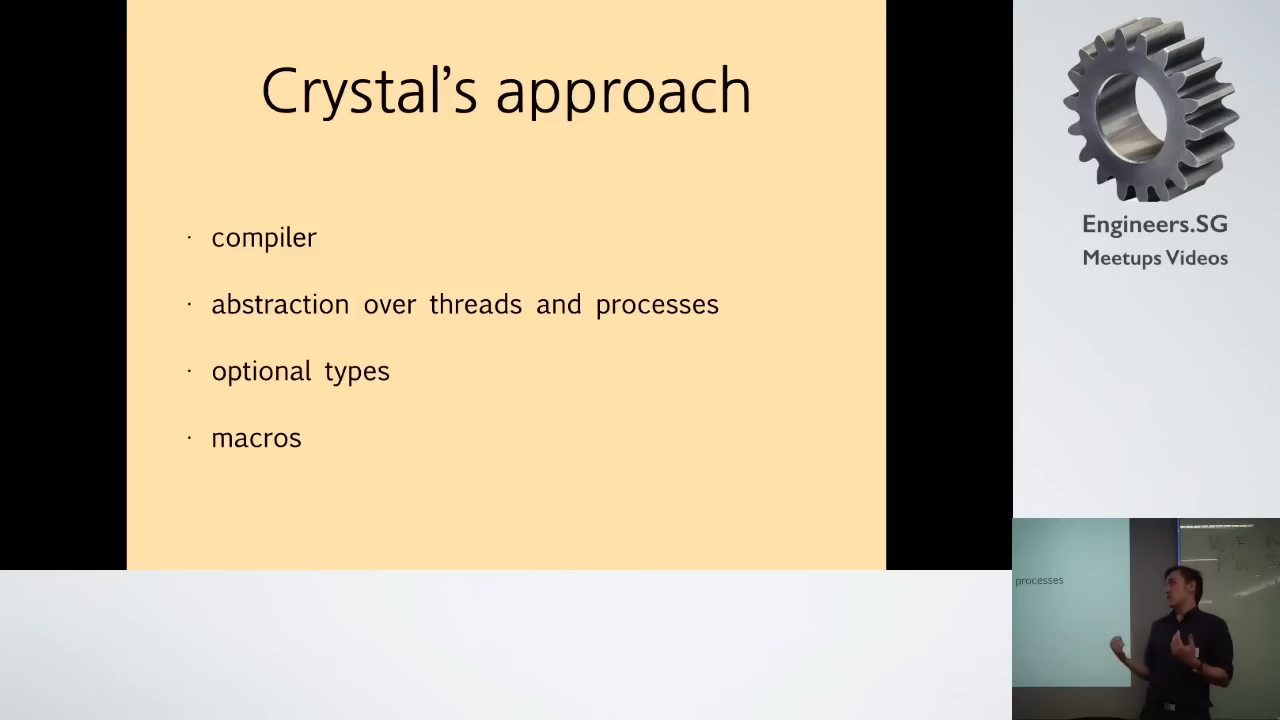 Crystal's approach
· compiler
· abstraction over threads and processes
· optional types
· macros
Engineers.SG
Meetups Videos
processes